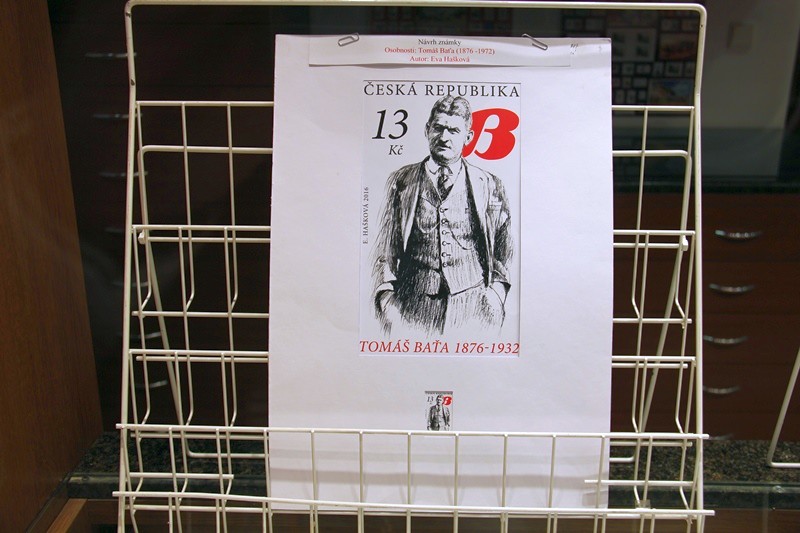 Návrh známky
Osobnosti: Tomáš Baťa (1876 -1972)
Autor: Eva Hašková
ČESKÁ REPUBLIKA
13 B
Kč
E. HAŠKOVÁ 2016
TOMÁŠ BAŤA 1876-1932
13 B